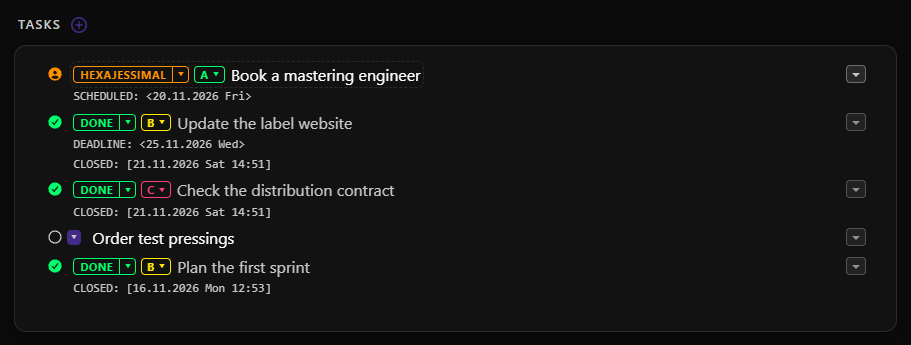 TASKS
HEXAJESSIMAL A Book a mastering engineer
SCHEDULED: <20.11.2026 Fri>
DONE B Update the label website
DEADLINE: <25.11.2026 Wed>
CLOSED: [21.11.2026 Sat 14:51]
DONE C Check the distribution contract
CLOSED: [21.11.2026 Sat 14:51]
Order test pressings
DONE B Plan the first sprint
CLOSED: [16.11.2026 Mon 12:53]